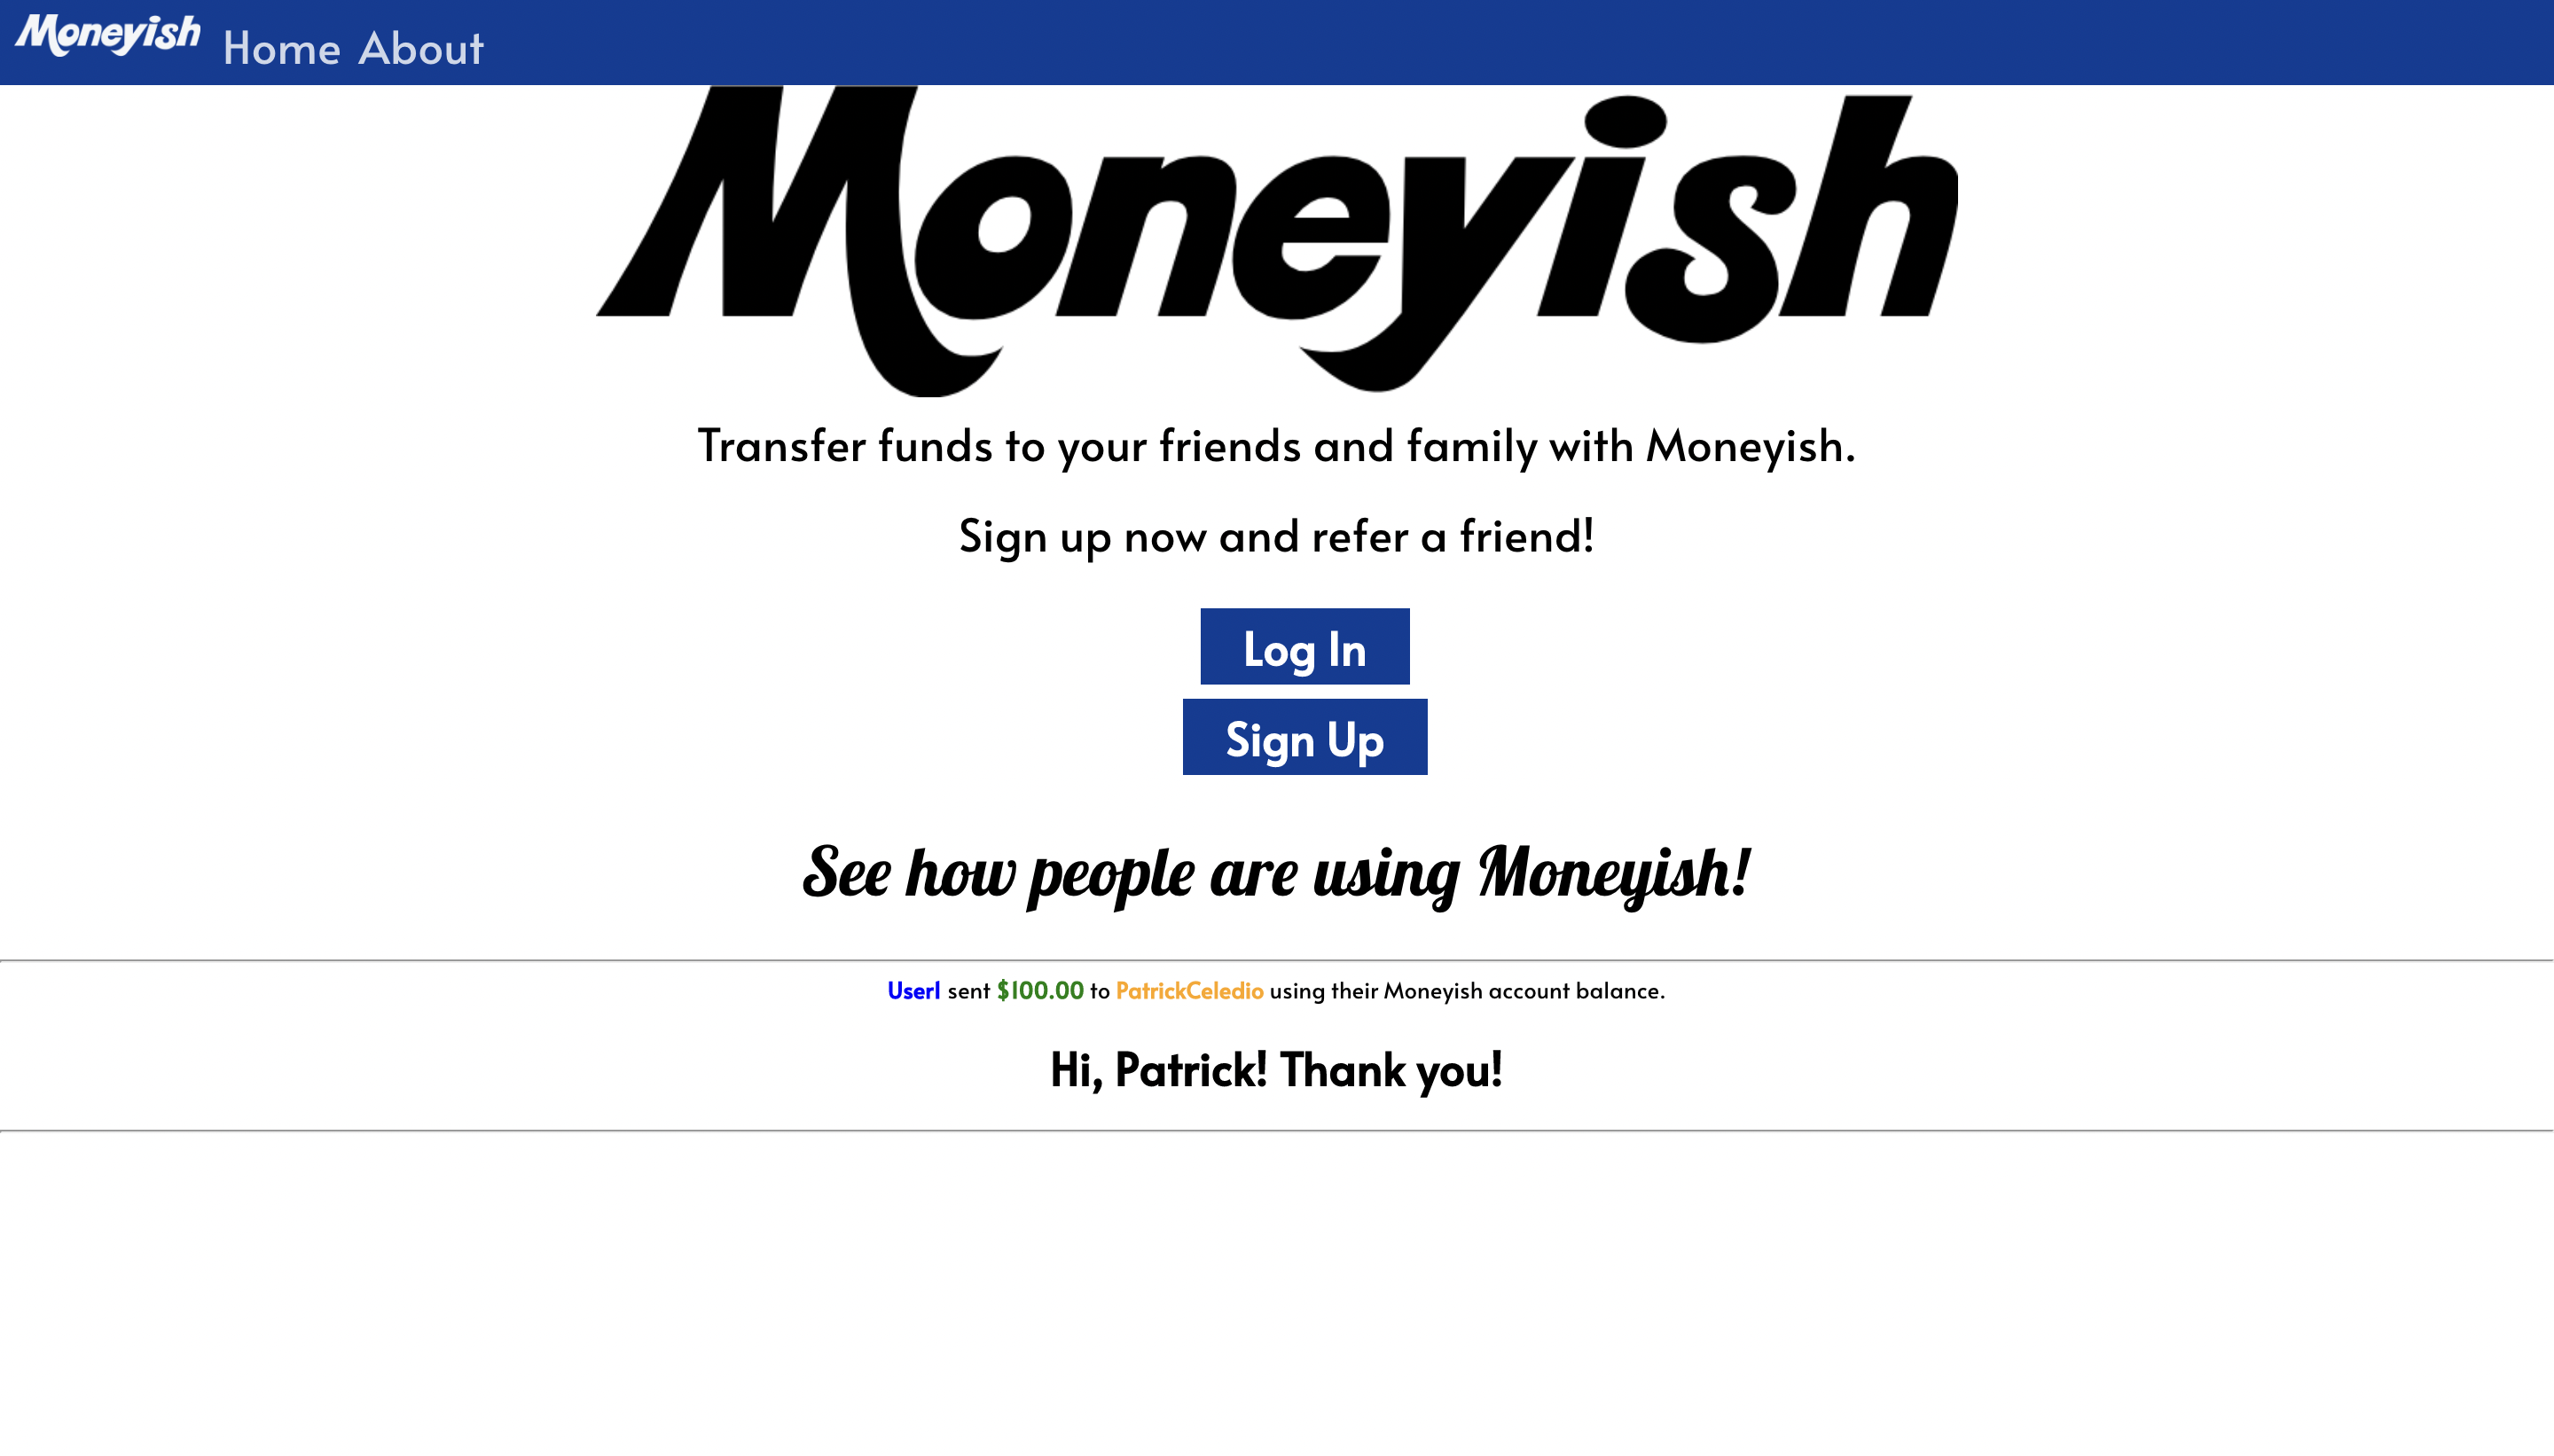 Moneyish Home About
Moneyish
Transfer funds to your friends and family with Moneyish.
Sign up now and refer a friend!
Log In
Sign Up
See how people are using Moneyish!
User1 sent $100.00 to PatrickCeledio using their Moneyish account balance.
Hi, Patrick! Thank you!